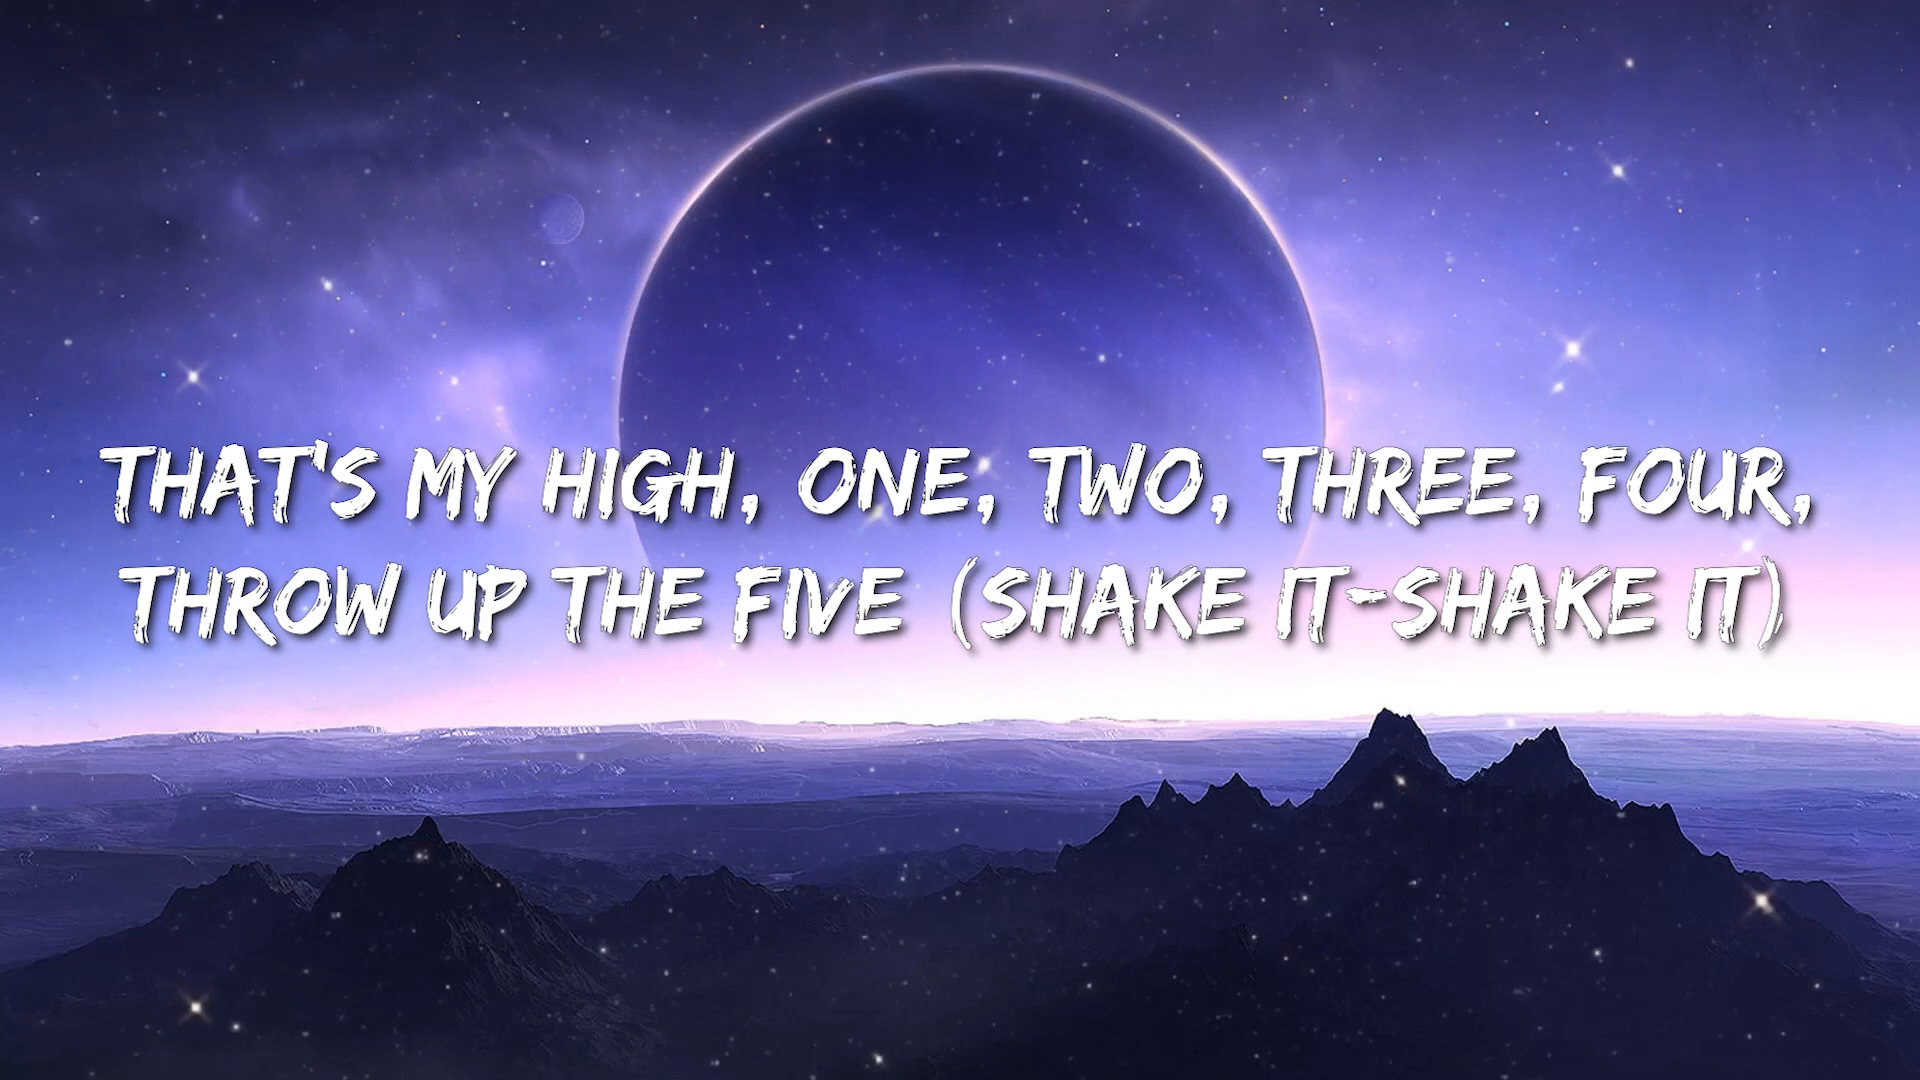 THAT'S MY HIGH, ONE, TWO, THREE, FOUR,
THROW UP THE FIVE (SHAKE IT-SHAKE IT)